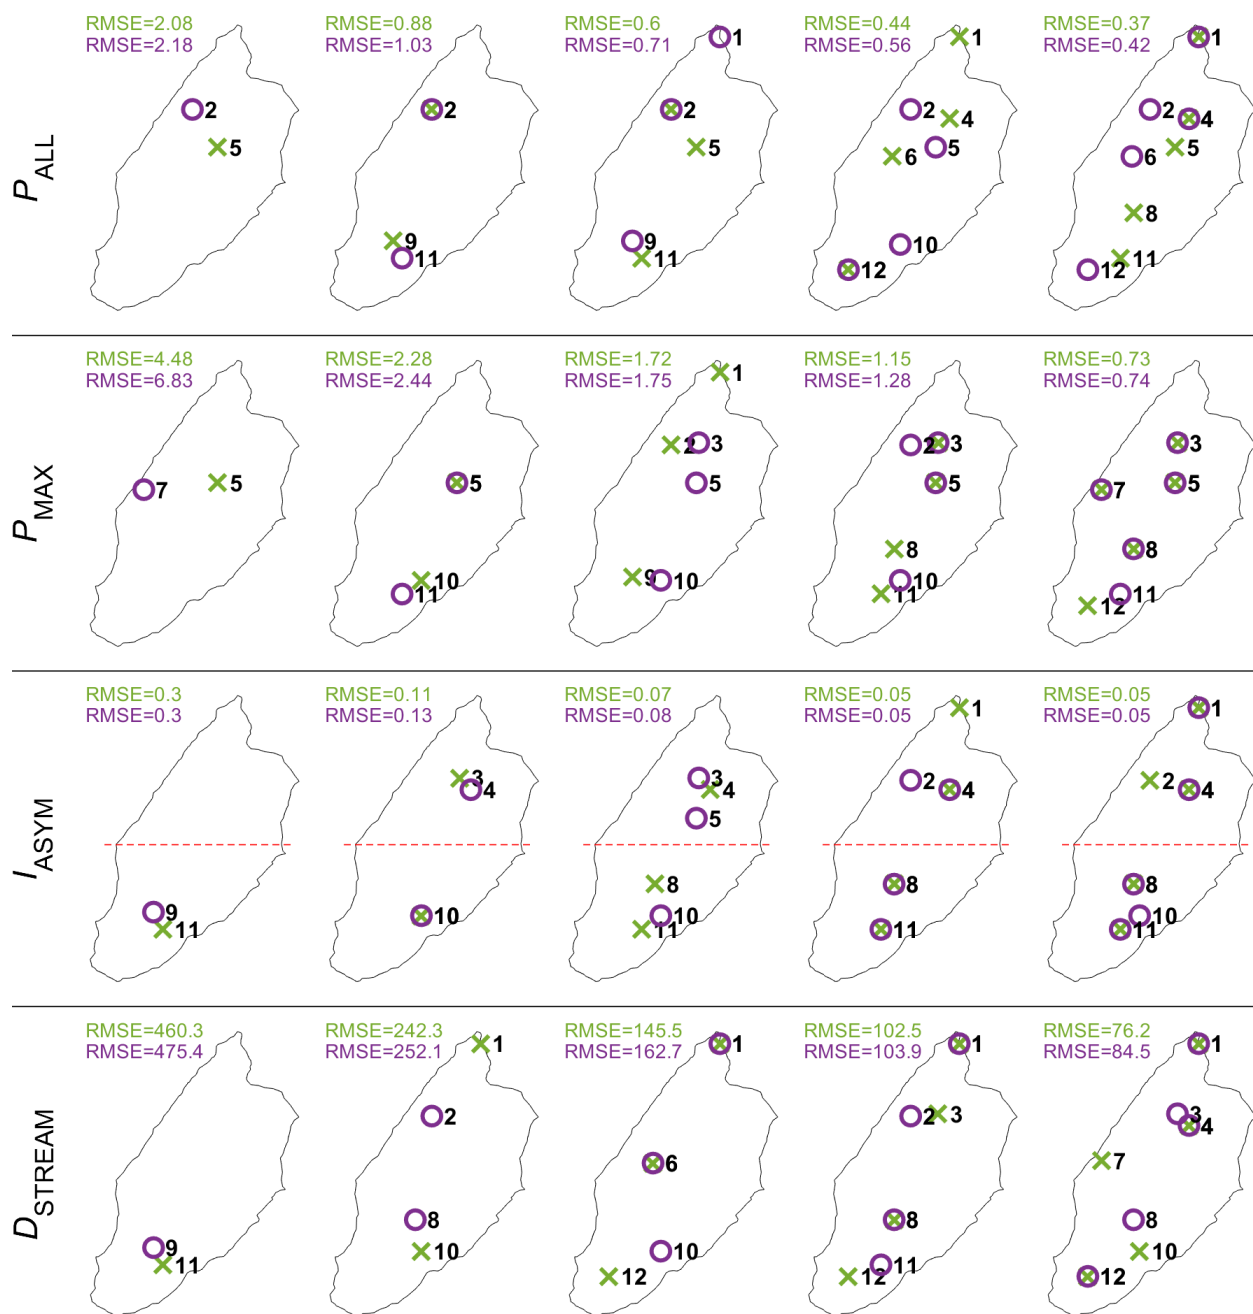 RMSE=2.08 RMSE=0.88 RMSE=0.6 RMSE=0.44 RMSE=0.37
RMSE=2.18 RMSE=1.03 RMSE=0.71 RMSE=0.56 RMSE=0.42
1 1 1
2 2 2 2 2 4
4
5 5 5 5
6 6
8
9 9 10
11 11 11
12 12
P ALL
RMSE=4.48 RMSE=2.28 RMSE=1.72 RMSE=1.15 RMSE=0.73
RMSE=6.83 RMSE=2.44 RMSE=1.75 RMSE=1.28 RMSE=0.74
1
2 3 2 3 3
7 5 5 5 5 7 5
8 8
10 9 10 10
11 11 12 11
P MAX
RMSE=0.3 RMSE=0.11 RMSE=0.07 RMSE=0.05 RMSE=0.05
RMSE=0.3 RMSE=0.13 RMSE=0.08 RMSE=0.05 RMSE=0.05
1 1
3 3 2 2
4 4 4 4
5
8 8 8
9 10 10 10
11 11 11 11
I ASYM
RMSE=460.3 RMSE=242.3 RMSE=145.5 RMSE=102.5 RMSE=76.2
RMSE=475.4 RMSE=252.1 RMSE=162.7 RMSE=103.9 RMSE=84.5
1 1 1 1
2 2 3 3
4
6 7
8 8 8
9 10 10 10
11 12 12 11 12
D STREAM